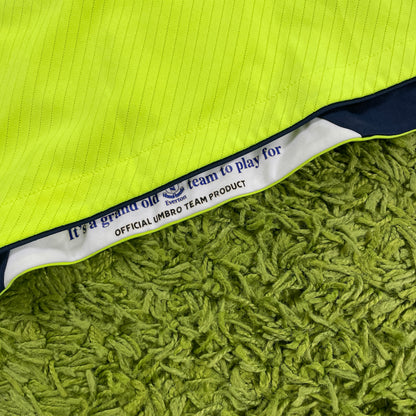 It's a grand old team to play for
Everton
OFFICIAL UMBRO TEAM PRODUCT